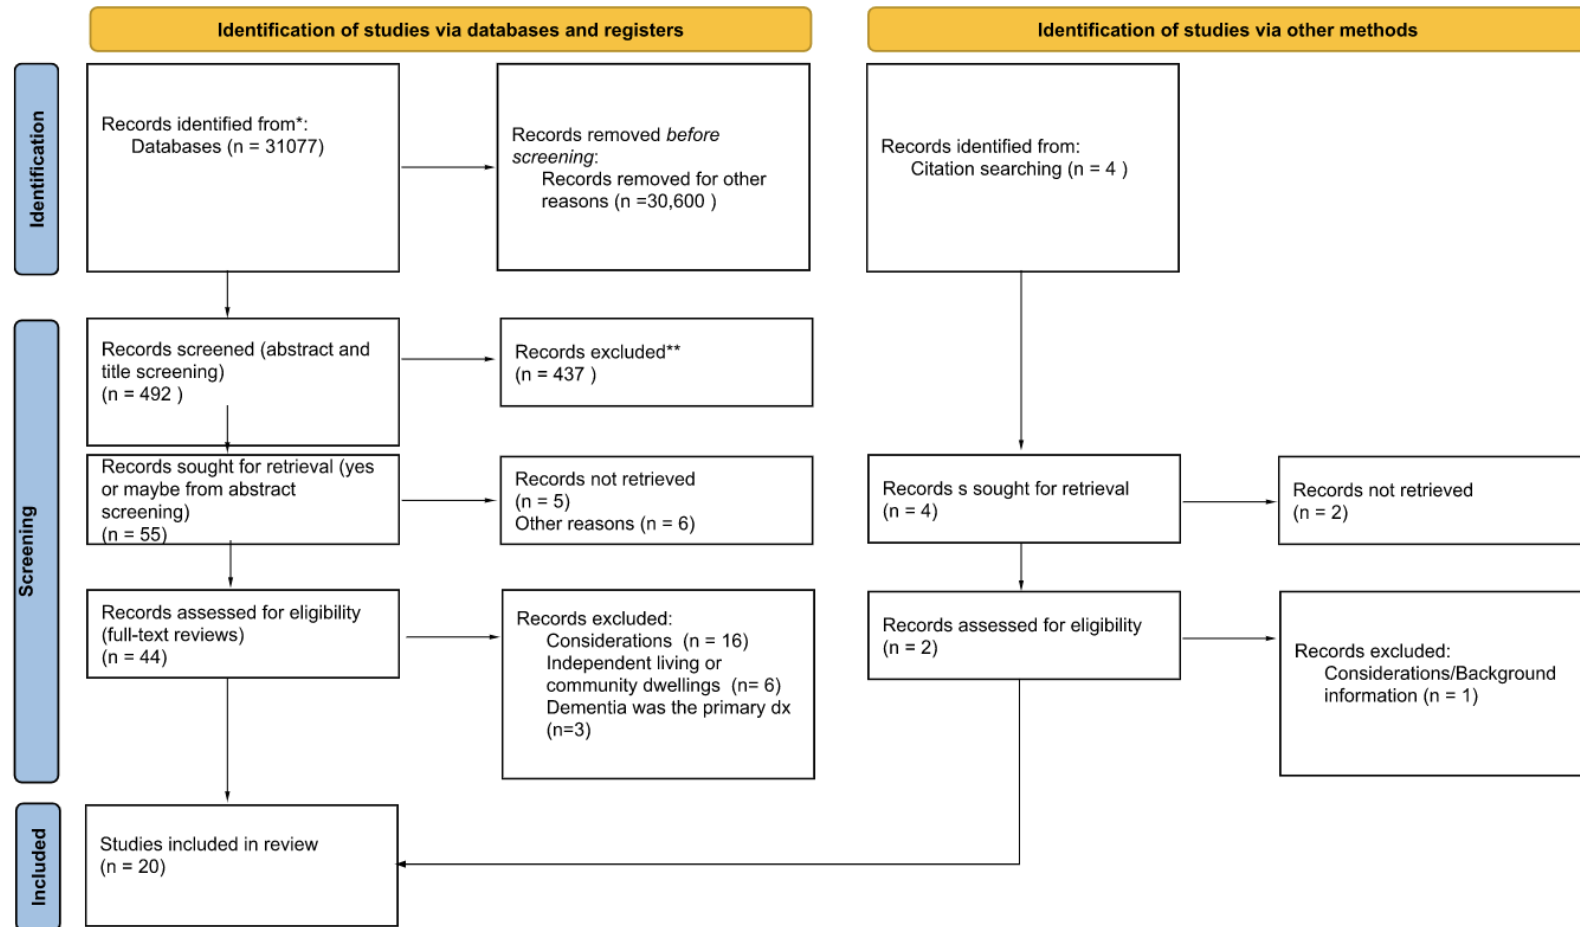 Identification of studies via databases and registers
Identification of studies via other methods
Identification
Records identified from*:
Databases (n = 31077)
Records removed before
screening:
Records removed for other
reasons (n =30,600 )
Records identified from:
Citation searching (n = 4 )
Screening
Records screened (abstract and
title screening)
(n = 492 )
Records excluded**
(n = 437 )
Records sought for retrieval (yes
or maybe from abstract
screening)
(n = 55)
Records not retrieved
(n = 5)
Other reasons (n = 6)
Records s sought for retrieval
(n = 4)
Records not retrieved
(n = 2)
Records assessed for eligibility
(full-text reviews)
(n = 44)
Records excluded:
Considerations (n = 16)
Independent living or
community dwellings (n= 6)
Dementia was the primary dx
(n=3)
Records assessed for eligibility
(n = 2)
Records excluded:
Considerations/Background
information (n = 1)
Included
Studies included in review
(n = 20)